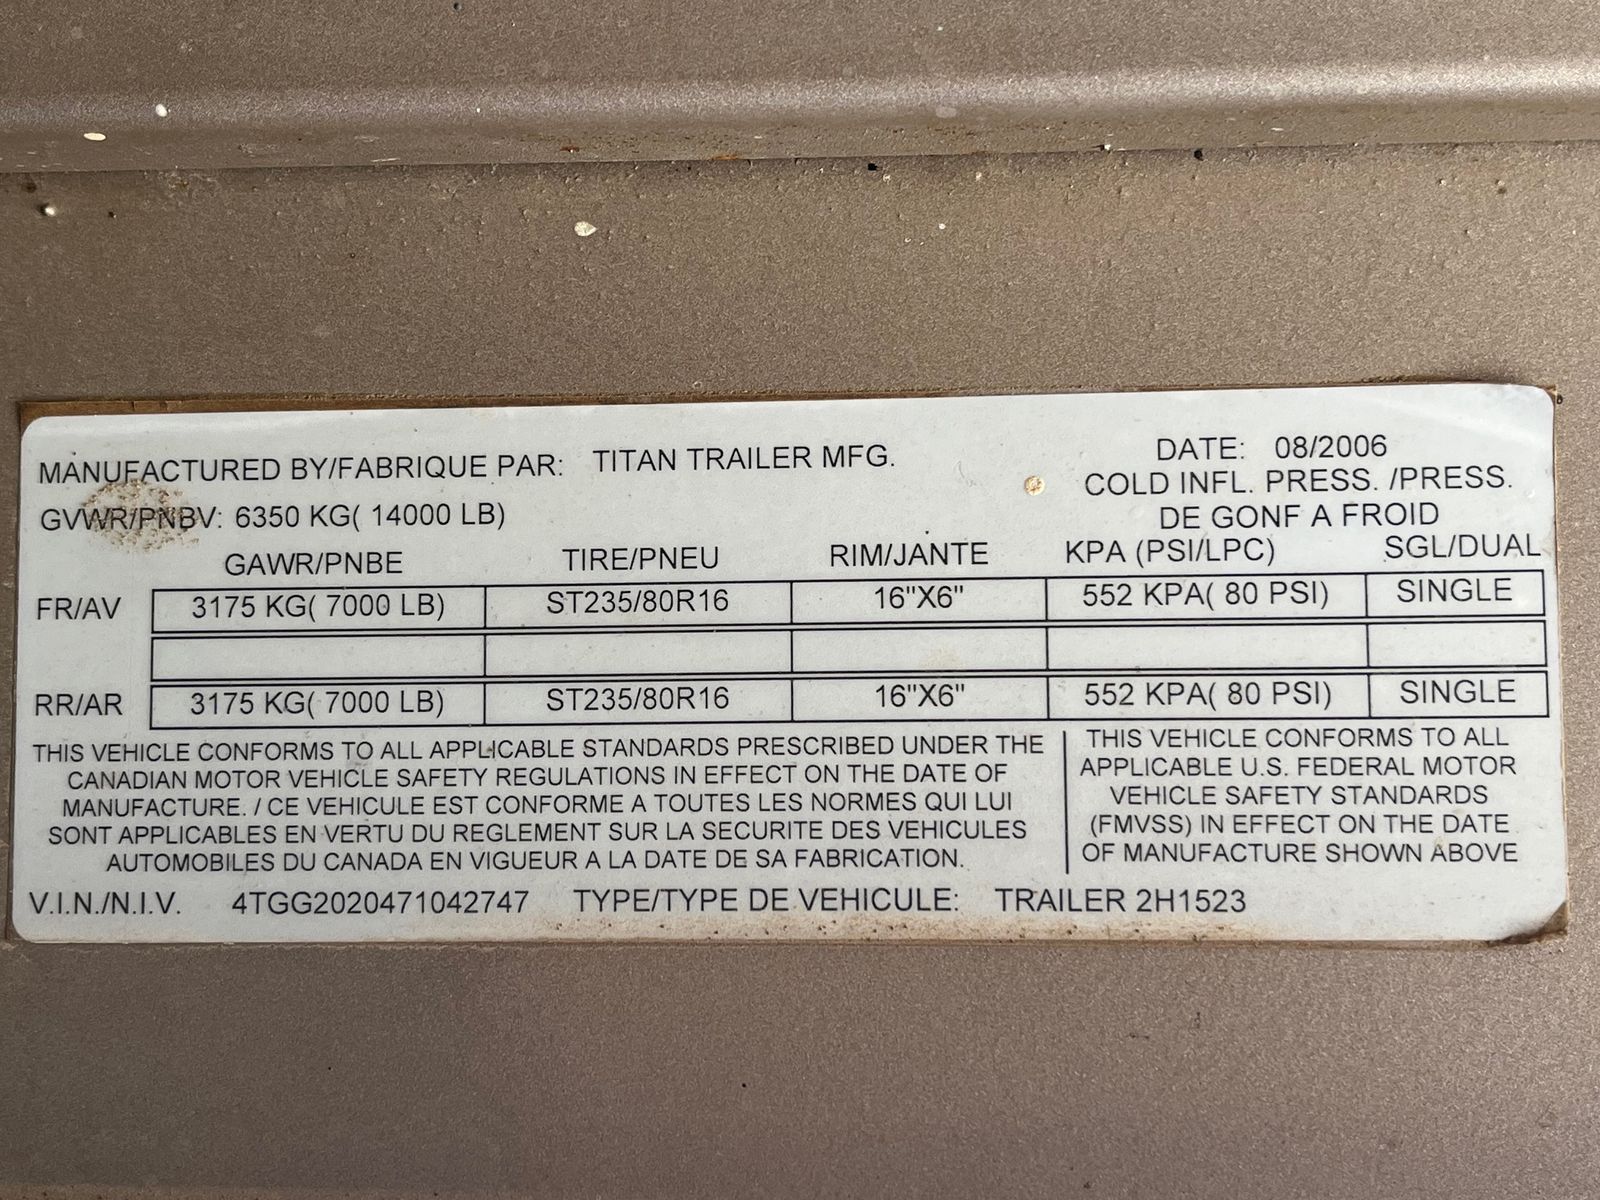 MANUFACTURED BY/FABRIQUE PAR: TITAN TRAILER MFG.
DATE: 08/2006
GVWR/PNBV: 6350 KG( 14000 LB)
COLD INFL. PRESS. /PRESS.
DE GONF A FROID
GAWR/PNBE TIRE/PNEU RIM/JANTE KPA (PSI/LPC) SGL/DUAL
FR/AV 3175 KG( 7000 LB) ST235/80R16 16"X6" 552 KPA( 80 PSI) SINGLE
RR/AR 3175 KG( 7000 LB) ST235/80R16 16"X6" 552 KPA( 80 PSI) SINGLE
THIS VEHICLE CONFORMS TO ALL APPLICABLE STANDARDS PRESCRIBED UNDER THE
CANADIAN MOTOR VEHICLE SAFETY REGULATIONS IN EFFECT ON THE DATE OF
MANUFACTURE. / CE VEHICULE EST CONFORME A TOUTES LES NORMES QUI LUI
SONT APPLICABLES EN VERTU DU REGLEMENT SUR LA SECURITE DES VEHICULES
AUTOMOBILES DU CANADA EN VIGUEUR A LA DATE DE SA FABRICATION.
THIS VEHICLE CONFORMS TO ALL
APPLICABLE U.S. FEDERAL MOTOR
VEHICLE SAFETY STANDARDS
(FMVSS) IN EFFECT ON THE DATE
OF MANUFACTURE SHOWN ABOVE
V.I.N./N.I.V. 4TGG2020471042747 TYPE/TYPE DE VEHICULE: TRAILER 2H1523